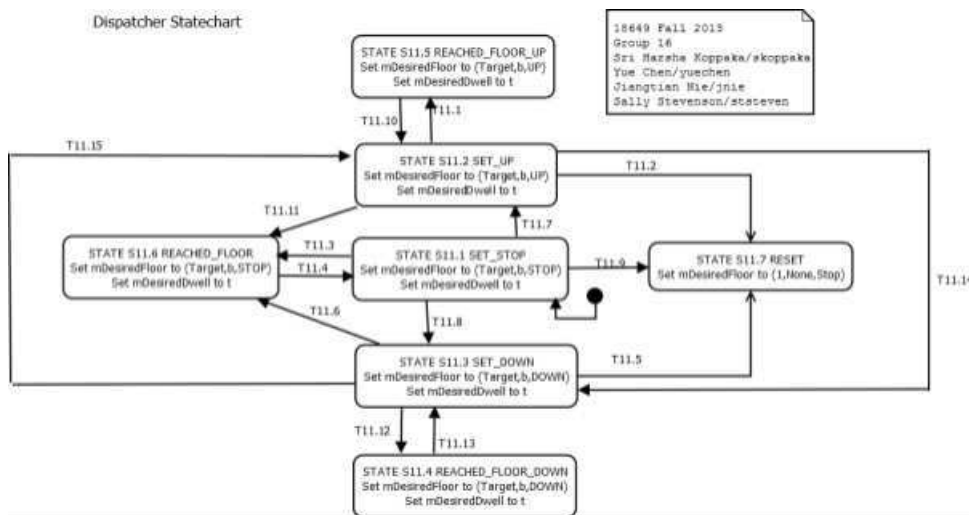 Dispatcher Statechart
18649 Fall 2015
Group 16
Sri Harsha Koppaka/skoppaka
Yue Chen/yuechen
Jiangtian Nie/jnie
Sally Stevenson/ststeven
STATE S11.5 REACHED_FLOOR_UP
Set mDesiredFloor to (Target,b,UP)
Set mDesiredDwell to t
T11.10
T11.1
T11.15
STATE S11.2 SET_UP
Set mDesiredFloor to (Target,b,UP)
Set mDesiredDwell to t
T11.2
T11.11
T11.7
STATE S11.6 REACHED_FLOOR
Set mDesiredFloor to (Target,b,STOP)
Set mDesiredDwell to t
T11.3
T11.4
STATE S11.1 SET_STOP
Set mDesiredFloor to (Target,b,STOP)
Set mDesiredDwell to t
T11.9
STATE S11.7 RESET
Set mDesiredFloor to (1,None,Stop)
T11.14
T11.6
T11.8
STATE S11.3 SET_DOWN
Set mDesiredFloor to (Target,b,DOWN)
Set mDesiredDwell to t
T11.5
T11.12
T11.13
STATE S11.4 REACHED_FLOOR_DOWN
Set mDesiredFloor to (Target,b,DOWN)
Set mDesiredDwell to t